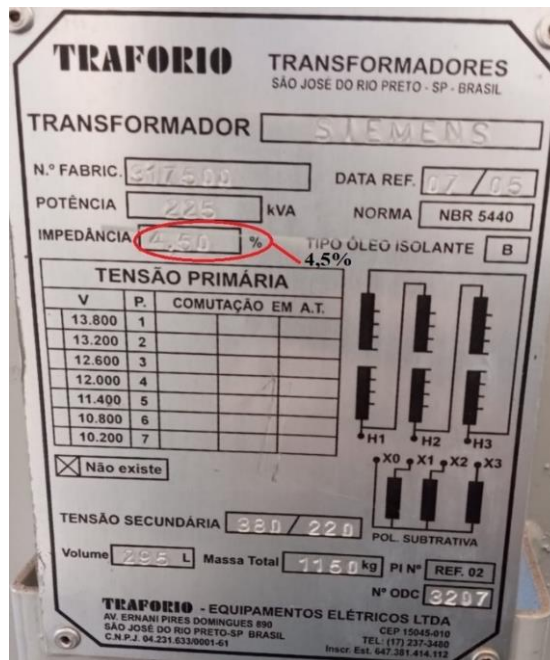 TRAFORIO TRANSFORMADORES
SÃO JOSÉ DO RIO PRETO - SP - BRASIL
TRANSFORMADOR SIEMENS
N.º FABRIC. 317500 DATA REF. 07/05
POTÊNCIA 225 kVA NORMA NBR 5440
IMPEDÂNCIA 4.50 % TIPO ÓLEO ISOLANTE B
4,5%
TENSÃO PRIMÁRIA
V P. COMUTAÇÃO EM A.T.
13.800 1
13.200 2
12.600 3
12.000 4
11.400 5
10.800 6
10.200 7
H1 H2 H3
X0 X1 X2 X3
Não existe
TENSÃO SECUNDÁRIA 380/220 POL. SUBTRATIVA
Volume 295 L Massa Total 1150 kg PI Nº REF. 02
Nº ODC 3207
TRAFORIO - EQUIPAMENTOS ELÉTRICOS LTDA
AV. ERNANI PIRES DOMINGUES 890 CEP 15045-010
SÃO JOSÉ DO RIO PRETO-SP BRASIL TEL: (17) 237-3480
C.N.P.J. 04.231.633/0001-61 Inscr. Est. 647.381.414.112